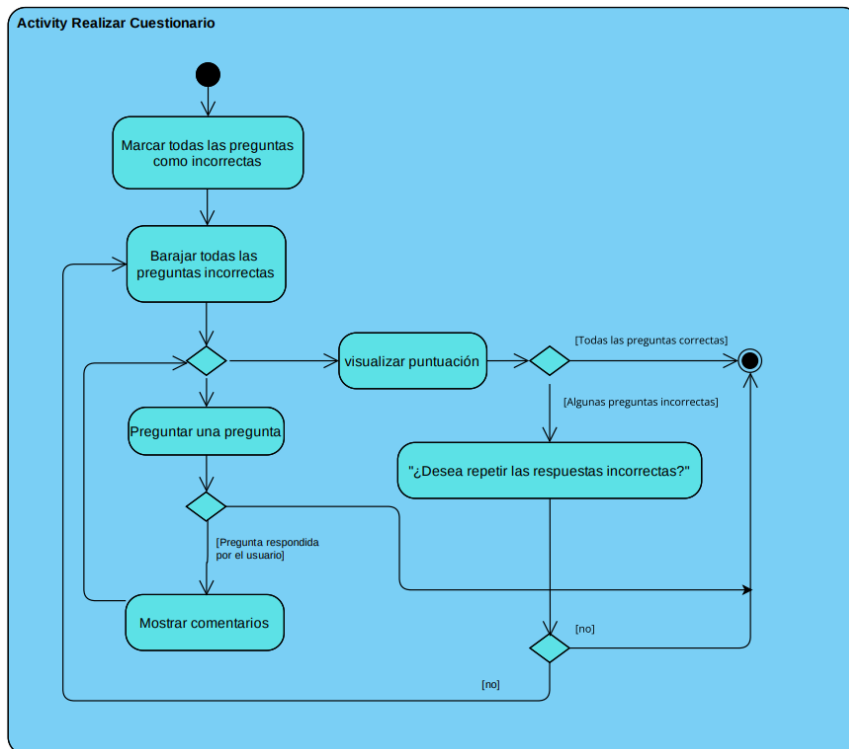 Activity Realizar Cuestionario
Marcar todas las preguntas
como incorrectas
Barajar todas las
preguntas incorrectas
visualizar puntuación
[Todas las preguntas correctas]
[Algunas preguntas incorrectas]
Preguntar una pregunta
"¿Desea repetir las respuestas incorrectas?"
[Pregunta respondida
por el usuario]
Mostrar comentarios
[no]
[no]